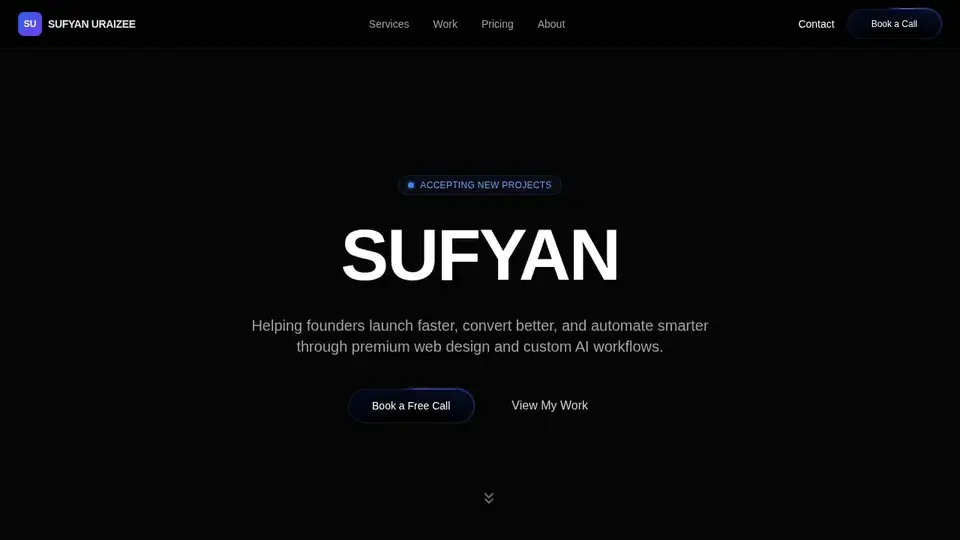 SU SUFYAN URAIZEE
Services Work Pricing About
Contact Book a Call
ACCEPTING NEW PROJECTS
SUFYAN
Helping founders launch faster, convert better, and automate smarter
through premium web design and custom AI workflows.
Book a Free Call View My Work